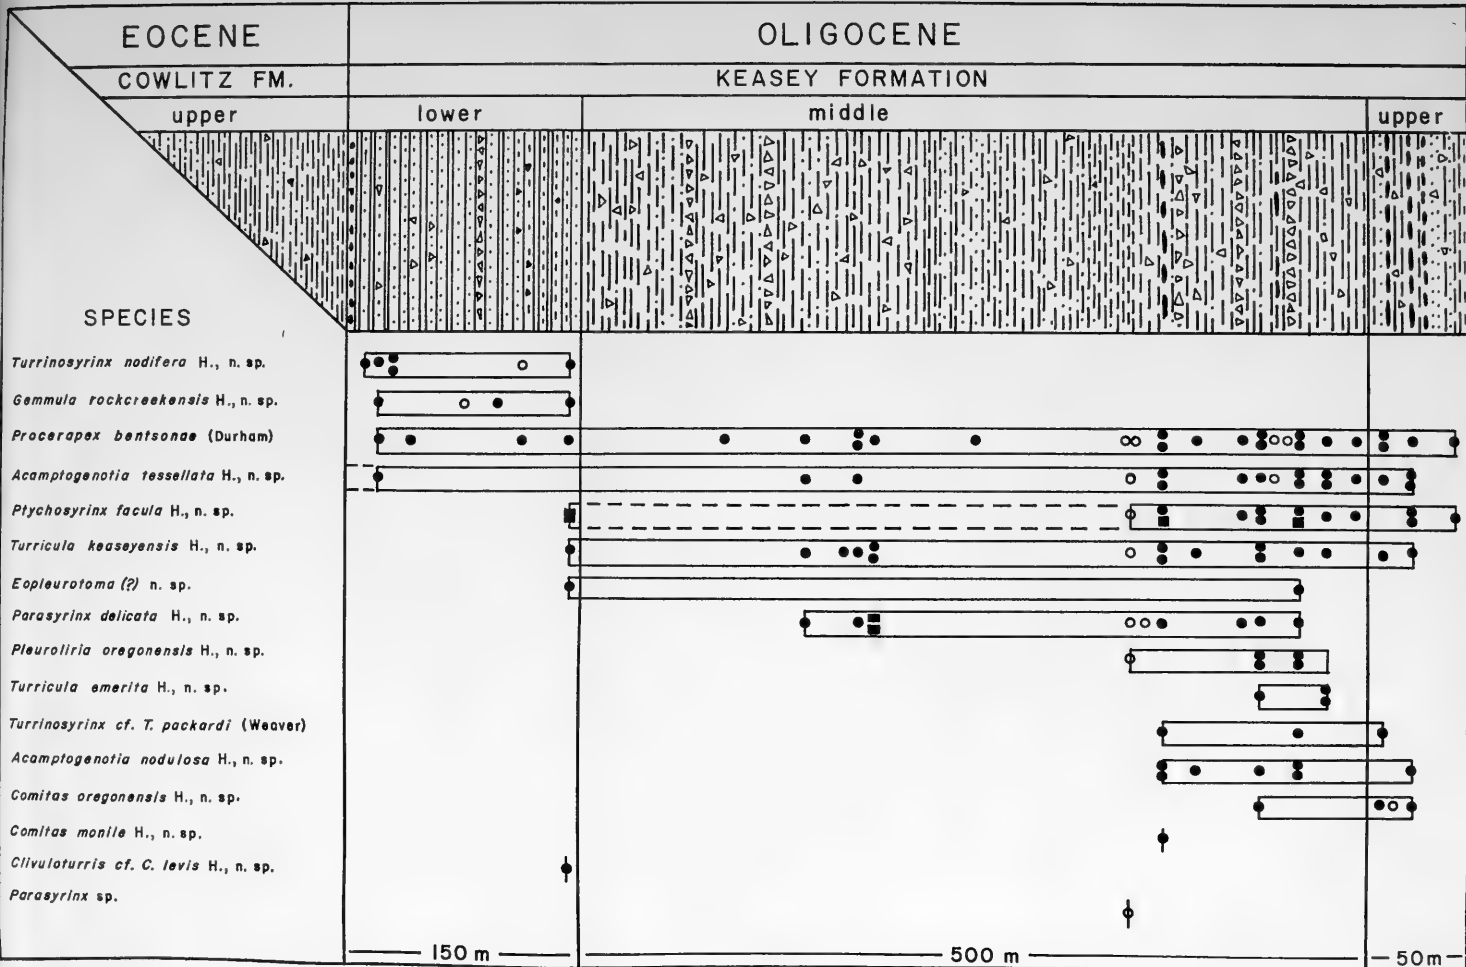 EOCENE OLIGOCENE
COWLITZ FM. KEASEY FORMATION
upper lower middle upper
SPECIES
Turrinosyrinx nodifera H., n. sp.
Gemmula rockcreekensis H., n. sp.
Procerapex bentsonae (Durham)
Acamptogenotia tessellata H., n. sp.
Ptychosyrinx facula H., n. sp.
Turricula keaseyensis H., n. sp.
Eopleurotoma (?) n. sp.
Parasyrinx delicata H., n. sp.
Pleuroliria oregonensis H., n. sp.
Turricula emerita H., n. sp.
Turrinosyrinx cf. T. packardi (Weaver)
Acamptogenotia nodulosa H., n. sp.
Comitas oregonensis H., n. sp.
Comitas monile H., n. sp.
Clivuloturris cf. C. levis H., n. sp.
Parasyrinx sp.
150 m 500 m 50m